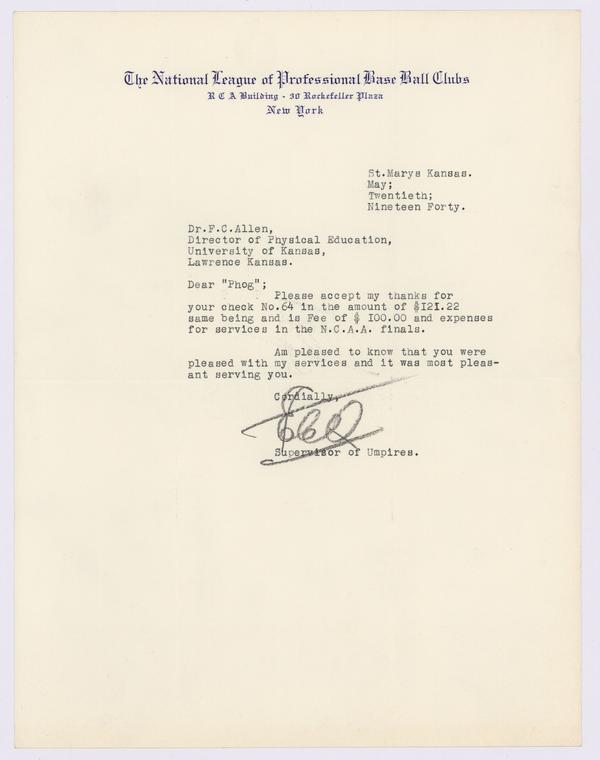 The National League of Professional Base Ball Clubs
R C A Building - 30 Rockefeller Plaza
New York
St.Marys Kansas.
May;
Twentieth;
Nineteen Forty.
Dr.F.C.Allen,
Director of Physical Education,
University of Kansas,
Lawrence Kansas.
Dear "Phog";
Please accept my thanks for
your check No.64 in the amount of $I2I.22
same being and is Fee of $ I00.00 and expenses
for services in the N.C.A.A. finals.
Am pleased to know that you were
pleased with my services and it was most pleas-
ant serving you.
Cordially,
Supervisor of Umpires.